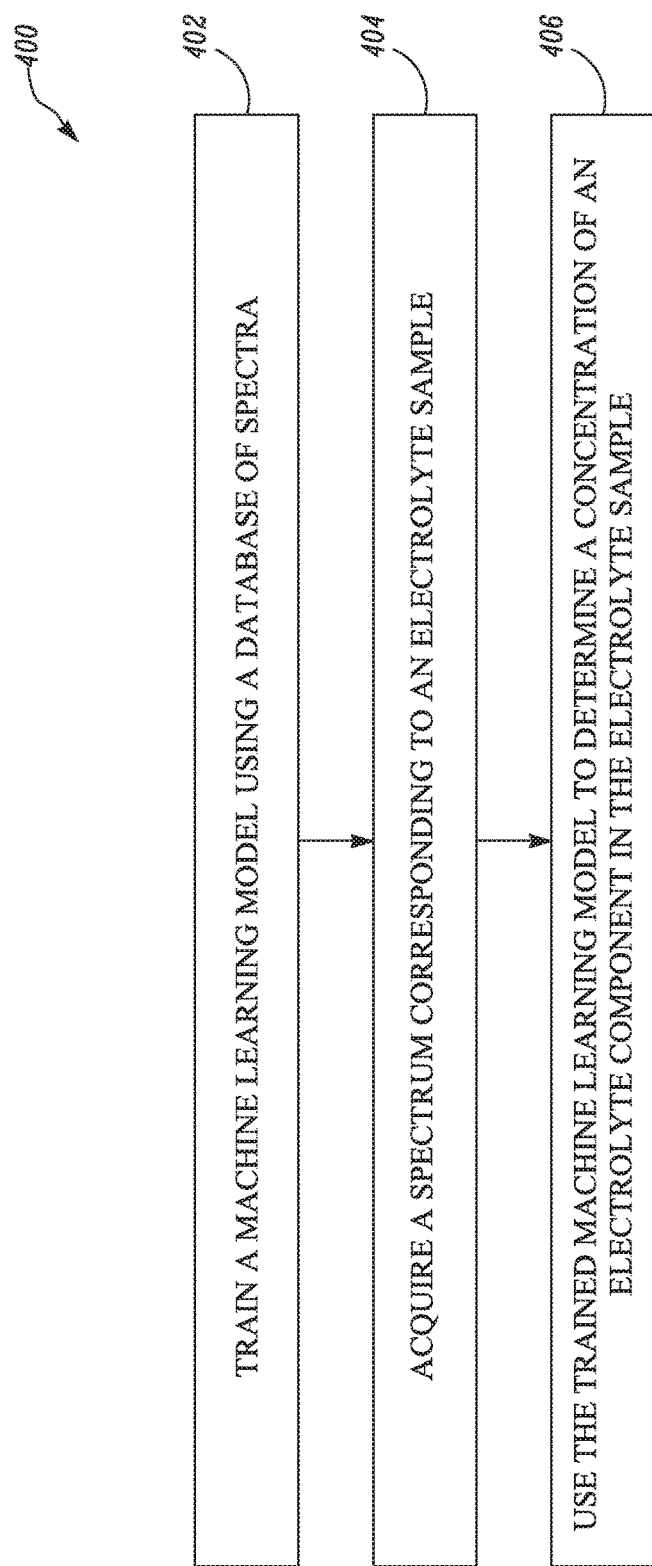 400
402
TRAIN A MACHINE LEARNING MODEL USING A DATABASE OF SPECTRA
404
ACQUIRE A SPECTRUM CORRESPONDING TO AN ELECTROLYTE SAMPLE
406
USE THE TRAINED MACHINE LEARNING MODEL TO DETERMINE A CONCENTRATION OF AN
ELECTROLYTE COMPONENT IN THE ELECTROLYTE SAMPLE